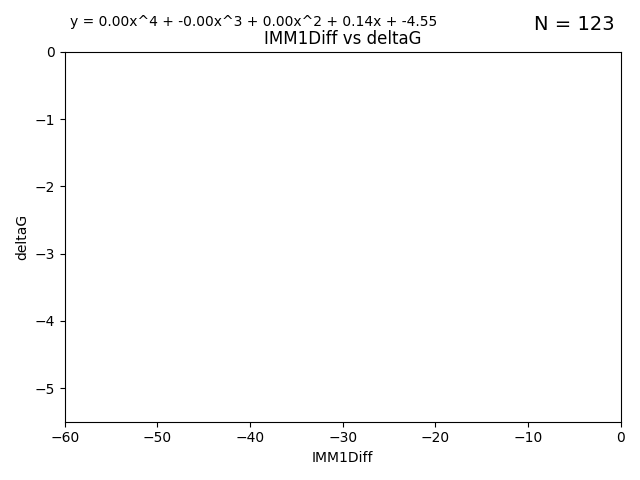 y = 0.00x^4 + -0.00x^3 + 0.00x^2 + 0.14x + -4.55
N = 123
IMM1Diff vs deltaG
0
−1
−2
−3
−4
−5
deltaG
−60 −50 −40 −30 −20 −10 0
IMM1Diff